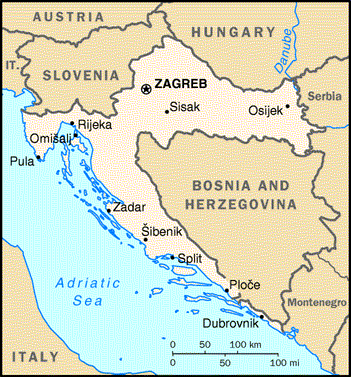 AUSTRIA
HUNGARY
Danube
IT.
SLOVENIA
ZAGREB
Sisak
Osijek
Serbia
Rijeka
Omišalj
Pula
BOSNIA AND
HERZEGOVINA
Zadar
Šibenik
Split
Adriatic
Sea
Ploče
Montenegro
Dubrovnik
ITALY
0 50 100 km
0 50 100 mi